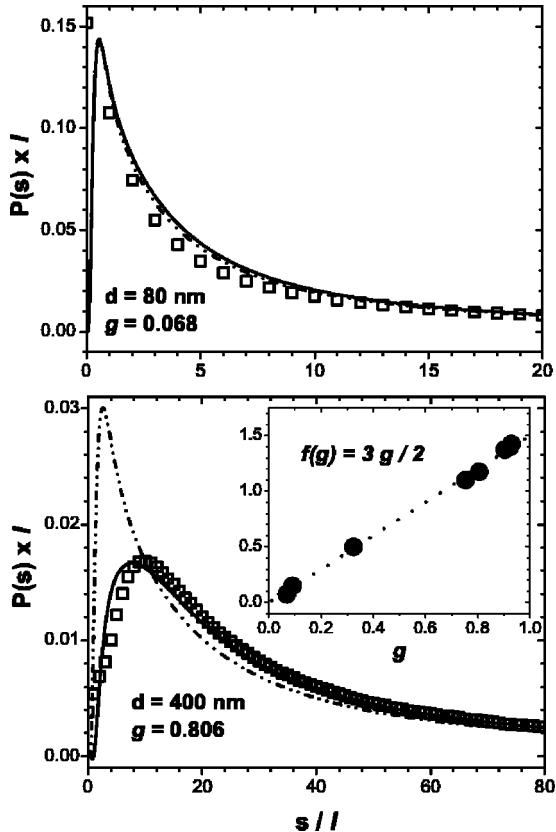 0.15
0.10
0.05
0.00
P(s) x l
d = 80 nm
g = 0.068
0 5 10 15 20
0.03
0.02
0.01
0.00
P(s) x l
f(g) = 3 g / 2
1.5
1.0
0.5
0.0
0.0 0.2 0.4 0.6 0.8 1.0
g
d = 400 nm
g = 0.806
0 20 40 60 80
s / l